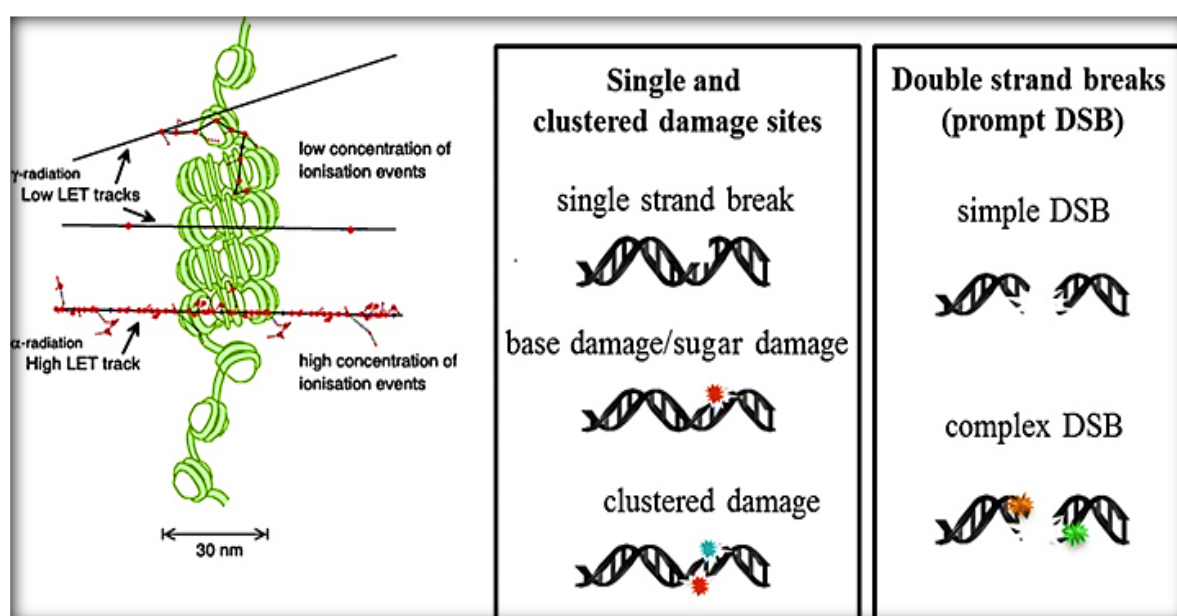 γ-radiation
Low LET tracks
low concentration of
ionisation events
α-radiation
High LET track
high concentration of
ionisation events
30 nm
Single and
clustered damage sites
single strand break
base damage/sugar damage
clustered damage
Double strand breaks
(prompt DSB)
simple DSB
complex DSB